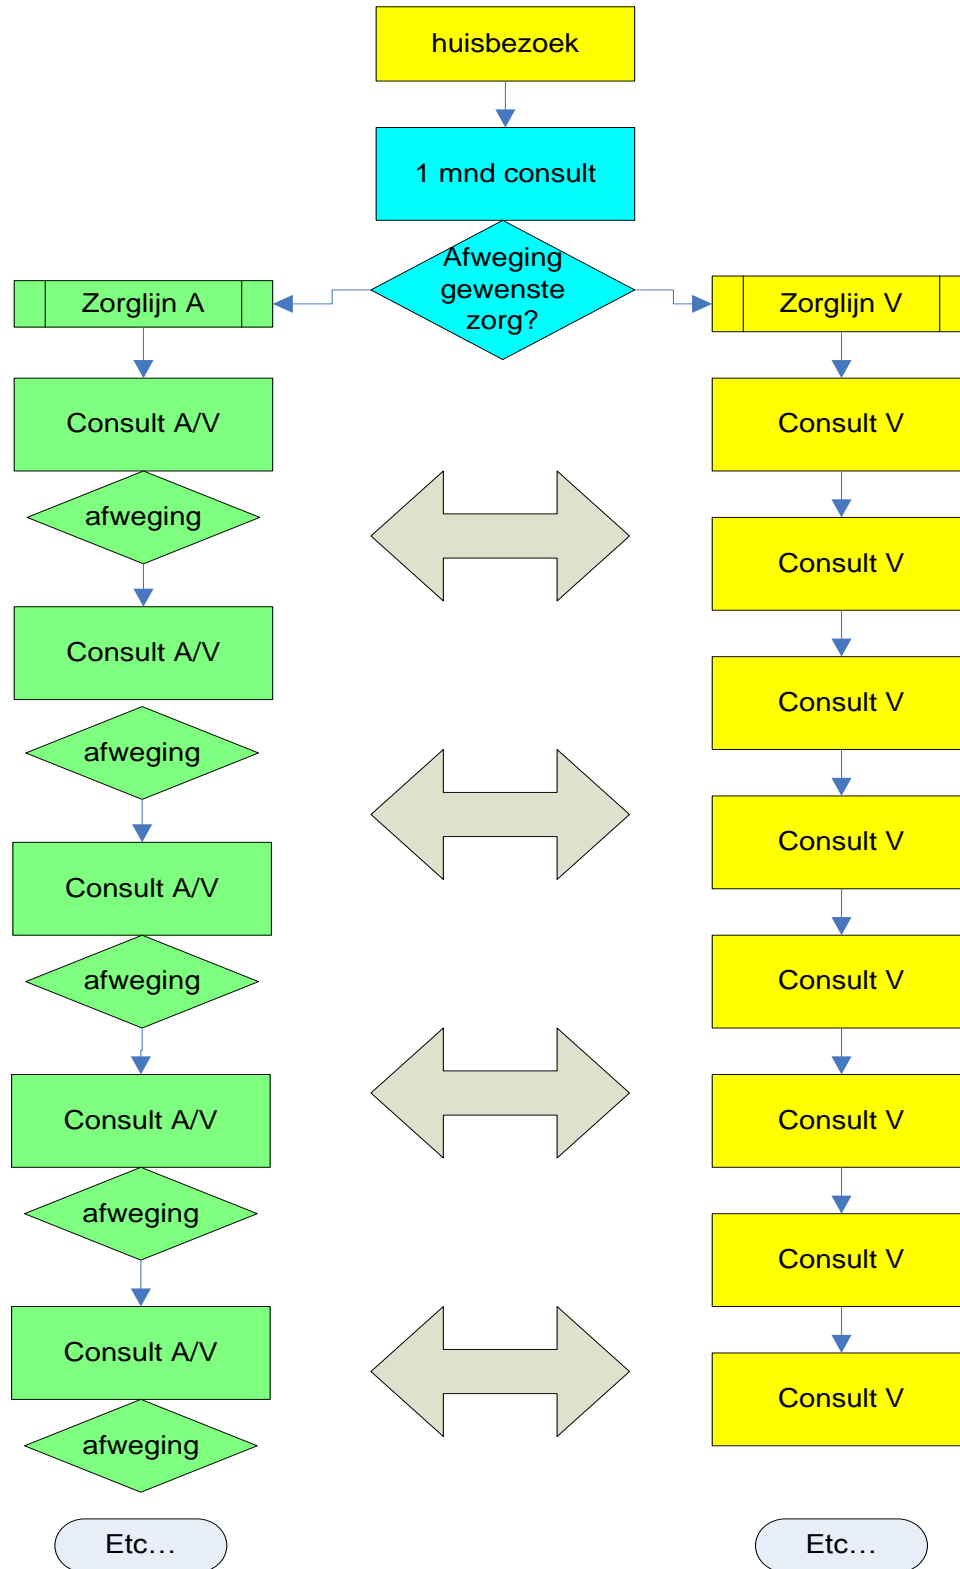 huisbezoek
1 mnd consult
Afweging
gewenste
zorg?
Zorglijn A
Zorglijn V
Consult A/V
Consult V
afweging
Consult V
Consult A/V
Consult V
afweging
Consult V
Consult A/V
afweging
Consult V
Consult A/V
Consult V
afweging
Consult V
Consult A/V
Consult V
afweging
Etc...
Etc...